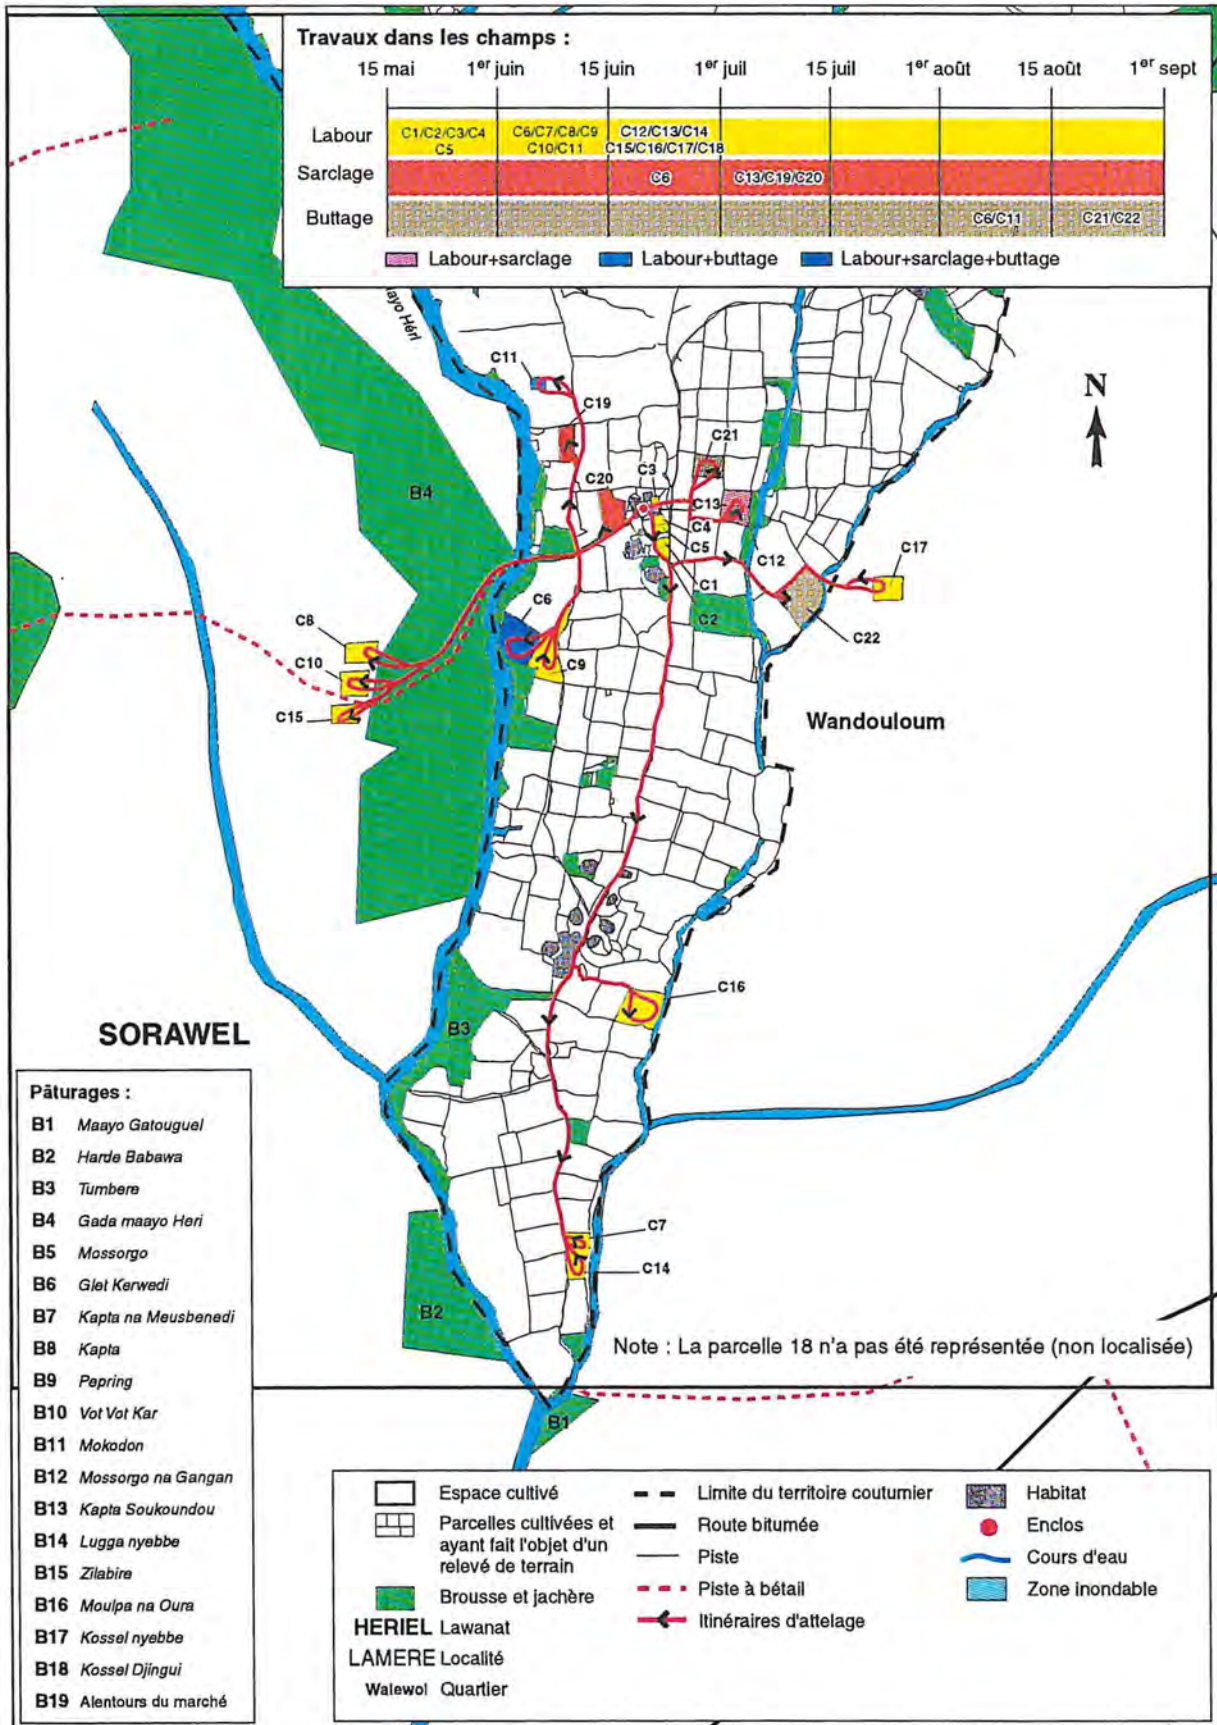 Travaux dans les champs :
15 mai 1er juin 15 juin 1er juil 15 juil 1er août 15 août 1er sept
Labour C1/C2/C3/C4 C6/C7/C8/C9 C12/C13/C14
C5 C10/C11 C15/C16/C17/C18
Sarclage C6 C13/C19/C20
Buttage C6/C11 C21/C22
Labour+sarclage Labour+buttage Labour+sarclage+buttage
C11
C19
N
C21
C3
C20
B4
C13
C4
C5
C12
C17
C1
C6
C2
C8
C22
C10
C9
C15
Wandouloum
C16
SORAWEL
B3
C7
C14
B2
Note : La parcelle 18 n'a pas été représentée (non localisée)
B1
Pâturages :
B1 Maayo Gatouguel
B2 Harde Babawa
B3 Tumbere
B4 Gada maayo Heri
B5 Mossorgo
B6 Glet Kerwedi
B7 Kapta na Meusbenedi
B8 Kapta
B9 Pepring
B10 Vot Vot Kar
B11 Mokodon
B12 Mossorgo na Gangan
B13 Kapta Soukoundou
B14 Lugga nyebbe
B15 Zilabire
B16 Moulpa na Oura
B17 Kossel nyebbe
B18 Kossel Djingui
B19 Alentours du marché
Espace cultivé
Parcelles cultivées et
ayant fait l'objet d'un
relevé de terrain
Brousse et jachère
HERIEL Lawanat
LAMERE Localité
Walewol Quartier
Limite du territoire coutumier
Route bitumée
Piste
Piste à bétail
Itinéraires d'attelage
Habitat
Enclos
Cours d'eau
Zone inondable